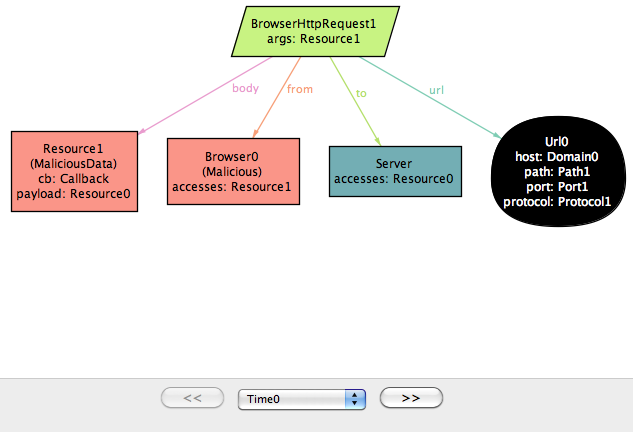 BrowserHttpRequest1
args: Resource1
body
from
to
url
Resource1
(MaliciousData)
cb: Callback
payload: Resource0
Browser0
(Malicious)
accesses: Resource1
Server
accesses: Resource0
Url0
host: Domain0
path: Path1
port: Port1
protocol: Protocol1
<<
Time0
>>